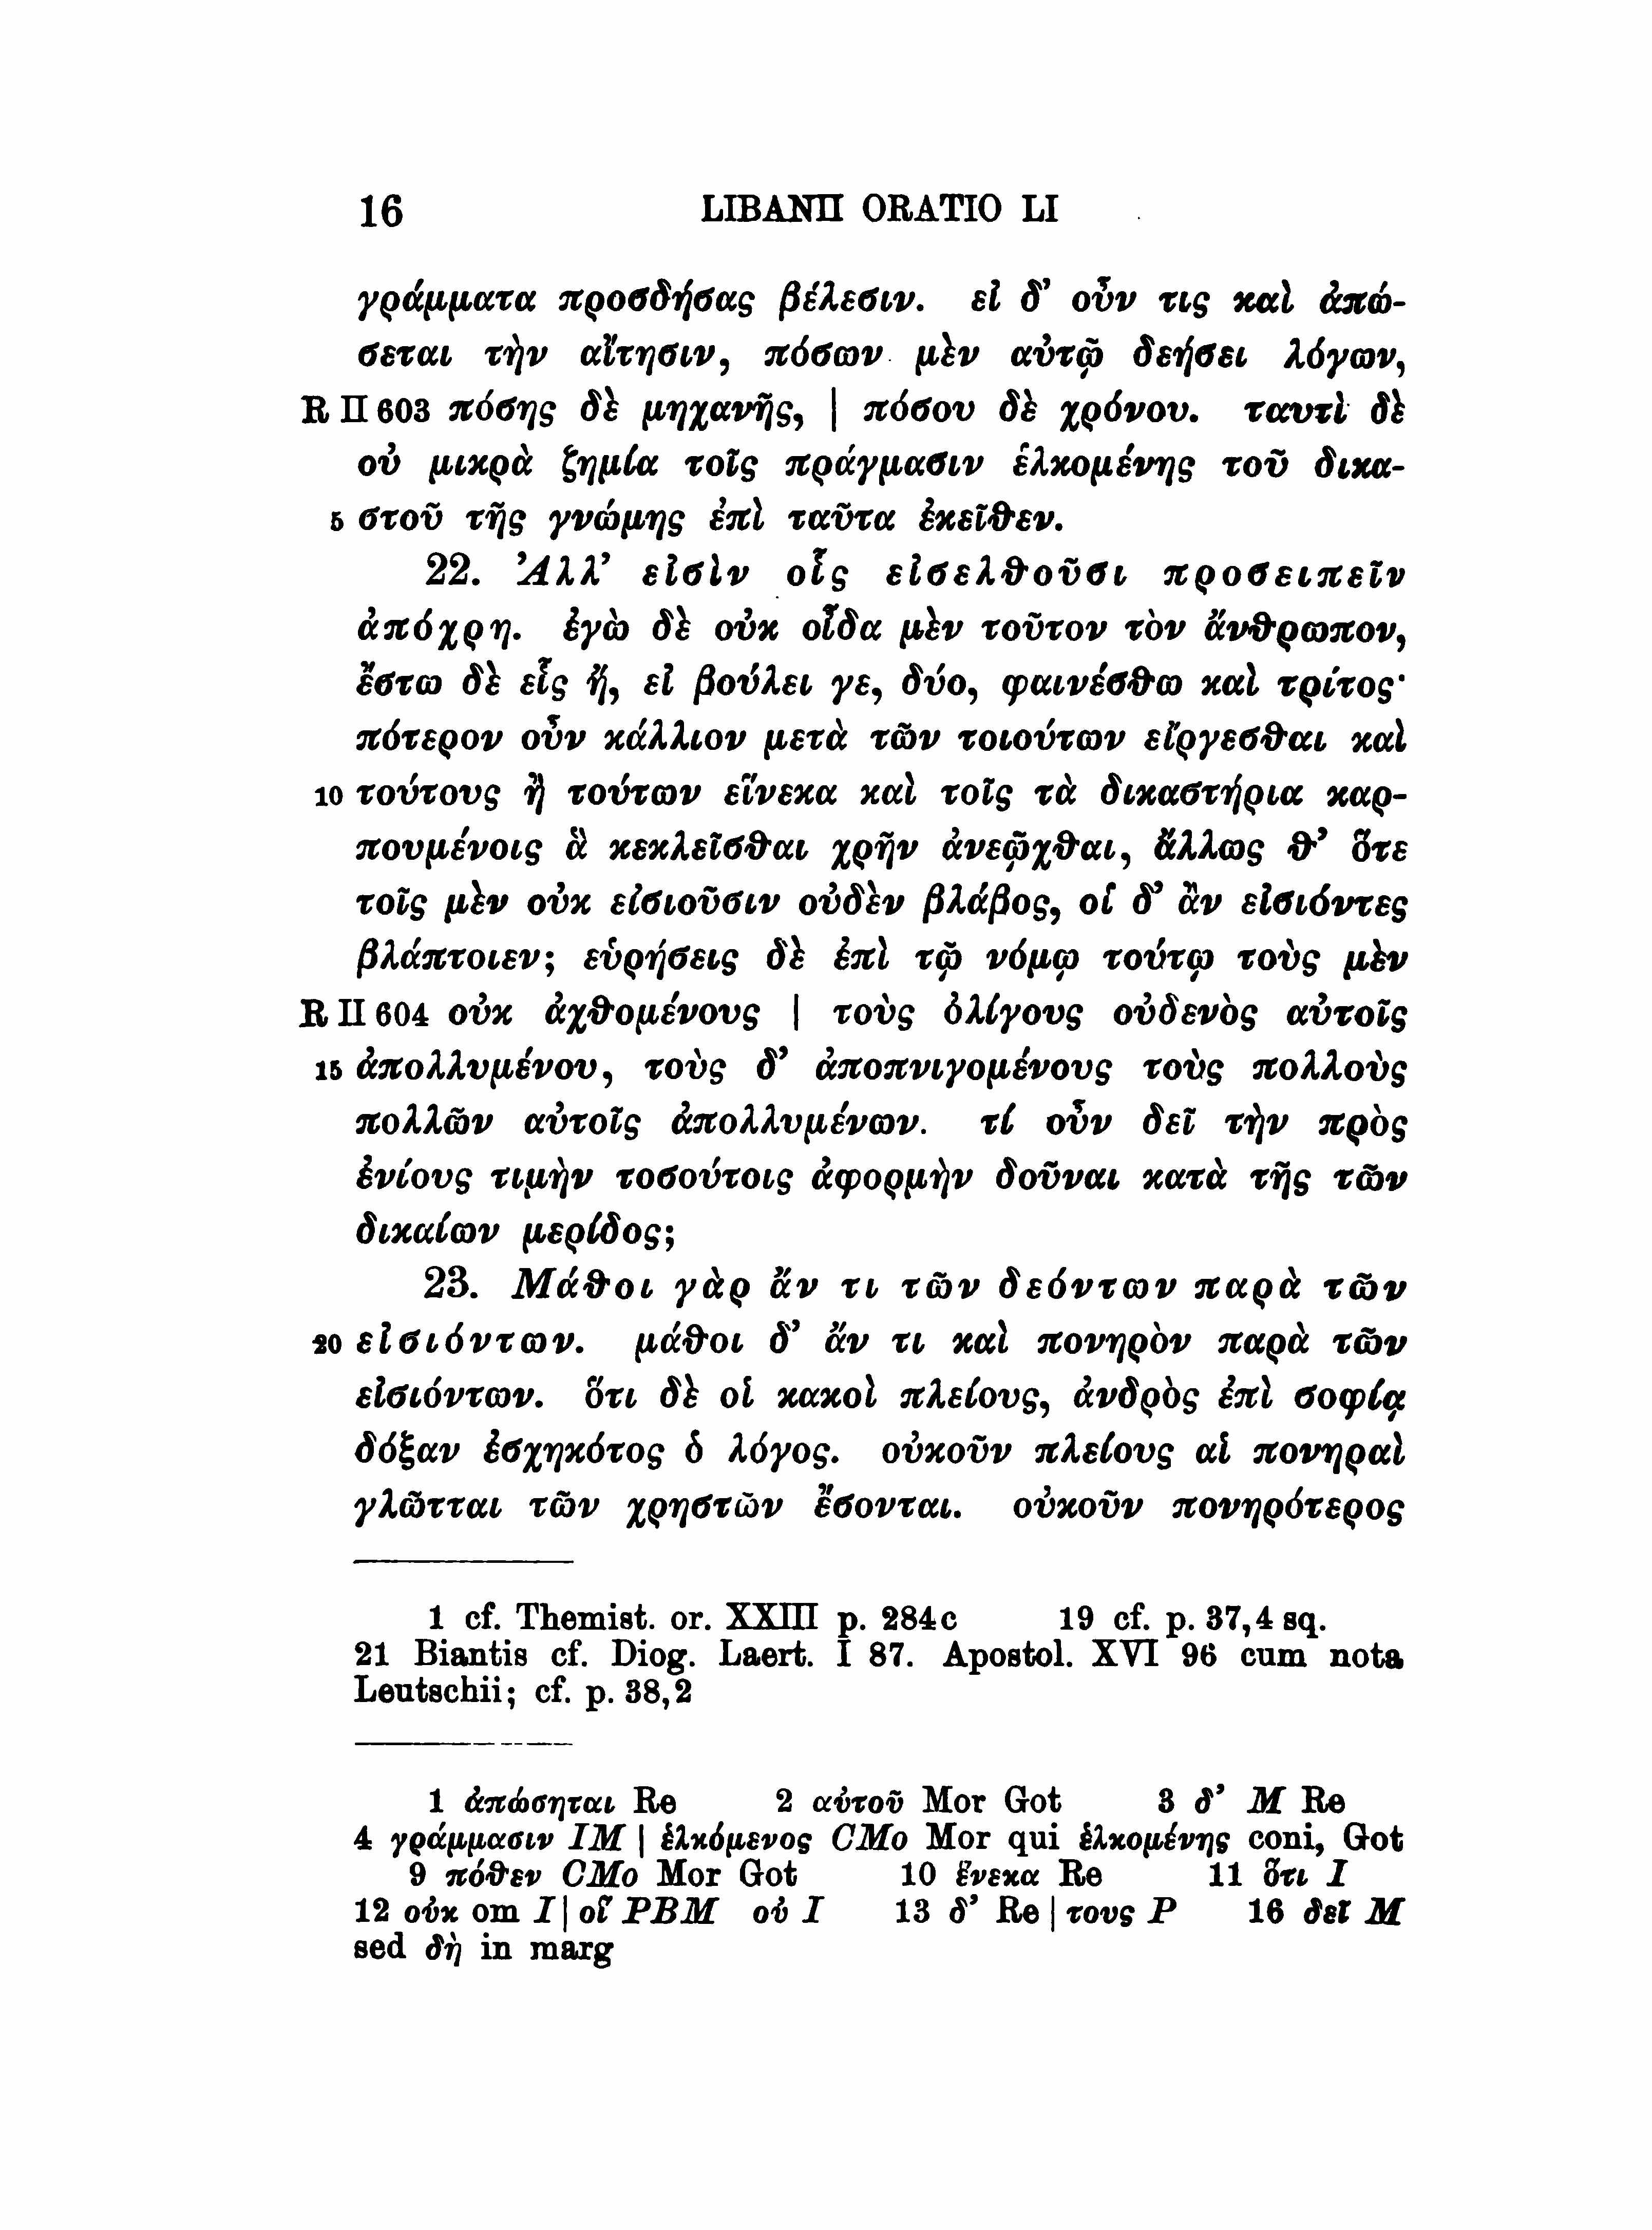 16 LIBANII ORATIO LI
γράμματα προσδήσας βέλεσιν. εἰ δ’ οὖν τις καὶ ἀπώ-
σεται τὴν αἴτησιν, πόσων μὲν αὐτῷ δεήσει λόγων,
R II 603 πόσης δὲ μηχανῆς, | πόσου δὲ χρόνου. ταυτὶ δὲ
οὐ μικρὰ ζημία τοῖς πράγμασιν ἑλκομένης τοῦ δικα-
5 στοῦ τῆς γνώμης ἐπὶ ταῦτα ἐκεῖθεν.
22. Ἀλλ’ εἰσὶν οἷς εἰσελθοῦσι προσειπεῖν
ἀπόχρη. ἐγὼ δὲ οὐκ οἶδα μὲν τοῦτον τὸν ἄνθρωπον,
ἔστω δὲ εἷς ἤ, εἰ βούλει γε, δύο, φαινέσθω καὶ τρίτος·
πότερον οὖν κάλλιον μετὰ τῶν τοιούτων εἴργεσθαι καὶ
10 τούτους ἢ τούτων εἵνεκα καὶ τοῖς τὰ δικαστήρια καρ-
πουμένοις ἃ κεκλεῖσθαι χρῆν ἀνεῷχθαι, ἄλλως θ’ ὅτε
τοῖς μὲν οὐκ εἰσιοῦσιν οὐδὲν βλάβος, οἱ δ’ ἂν εἰσιόντες
βλάπτοιεν; εὑρήσεις δὲ ἐπὶ τῷ νόμῳ τούτῳ τοὺς μὲν
R II 604 οὐκ ἀχθομένους | τοὺς ὀλίγους οὐδενὸς αὐτοῖς
15 ἀπολλυμένου, τοὺς δ’ ἀποπνιγομένους τοὺς πολλοὺς
πολλῶν αὐτοῖς ἀπολλυμένων. τί οὖν δεῖ τὴν πρὸς
ἐνίους τιμὴν τοσούτοις ἀφορμὴν δοῦναι κατὰ τῆς τῶν
δικαίων μερίδος;
23. Μάθοι γὰρ ἄν τι τῶν δεόντων παρὰ τῶν
20 εἰσιόντων. μάθοι δ’ ἄν τι καὶ πονηρὸν παρὰ τῶν
εἰσιόντων. ὅτι δὲ οἱ κακοὶ πλείους, ἀνδρὸς ἐπὶ σοφίᾳ
δόξαν ἐσχηκότος ὁ λόγος. οὐκοῦν πλείους αἱ πονηραὶ
γλῶτται τῶν χρηστῶν ἔσονται. οὐκοῦν πονηρότερος
1 cf. Themist. or. XXIII p. 284c 19 cf. p. 37,4 sq.
21 Biantis cf. Diog. Laert. I 87. Apostol. XVI 96 cum nota
Leutschii; cf. p. 38,2
1 ἀπώσηται Re 2 αὐτοῦ Mor Got 3 δ’ M Re
4 γράμμασιν IM | ἑλκόμενος CMo Mor qui ἑλκομένης coni, Got
9 πόθεν CMo Mor Got 10 ἕνεκα Re 11 ὅτι I
12 οὐκ om I | οἵ PBM οὐ I 13 δ’ Re | τους P 16 δεῖ M
sed δὴ in marg